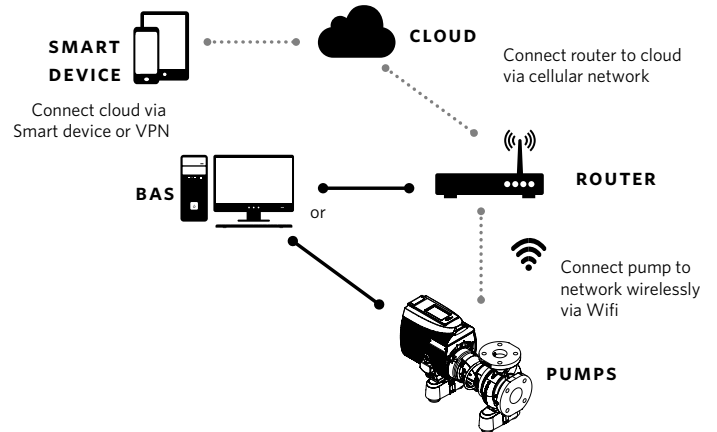 SMART
DEVICE
CLOUD
Connect router to cloud
via cellular network
Connect cloud via
Smart device or VPN
BAS
or
ROUTER
Connect pump to
network wirelessly
via Wifi
PUMPS